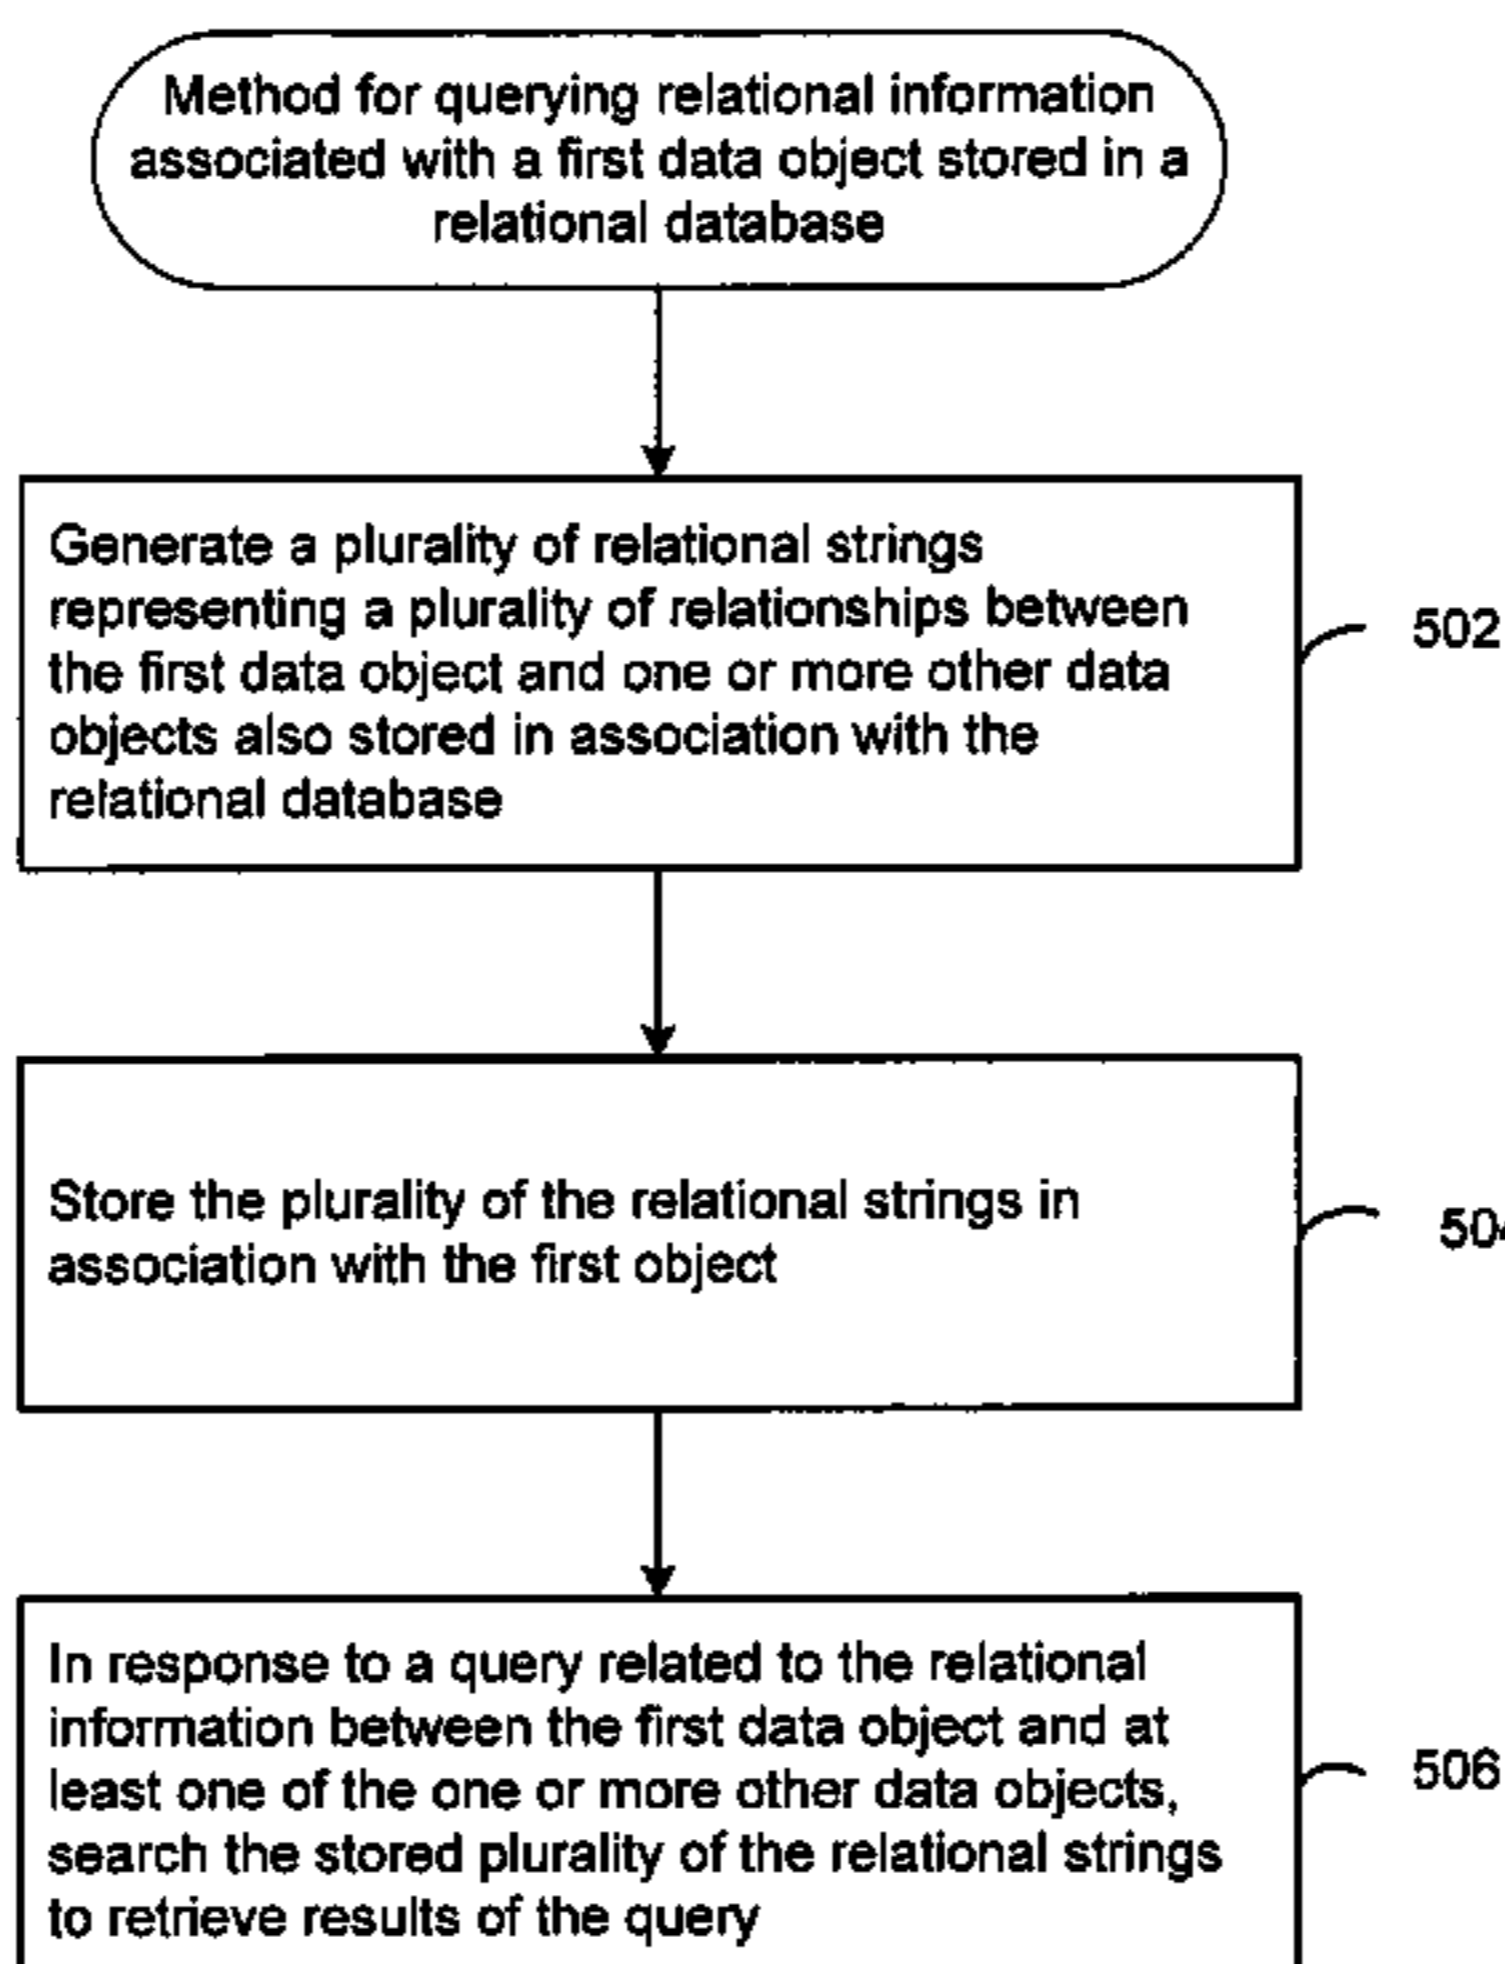 Method for querying relational information
associated with a first data object stored in a
relational database
Generate a plurality of relational strings
representing a plurality of relationships between
the first data object and one or more other data
objects also stored in association with the
relational database
502
Store the plurality of the relational strings in
association with the first object
504
In response to a query related to the relational
information between the first data object and at
least one of the one or more other data objects,
search the stored plurality of the relational strings
to retrieve results of the query
506